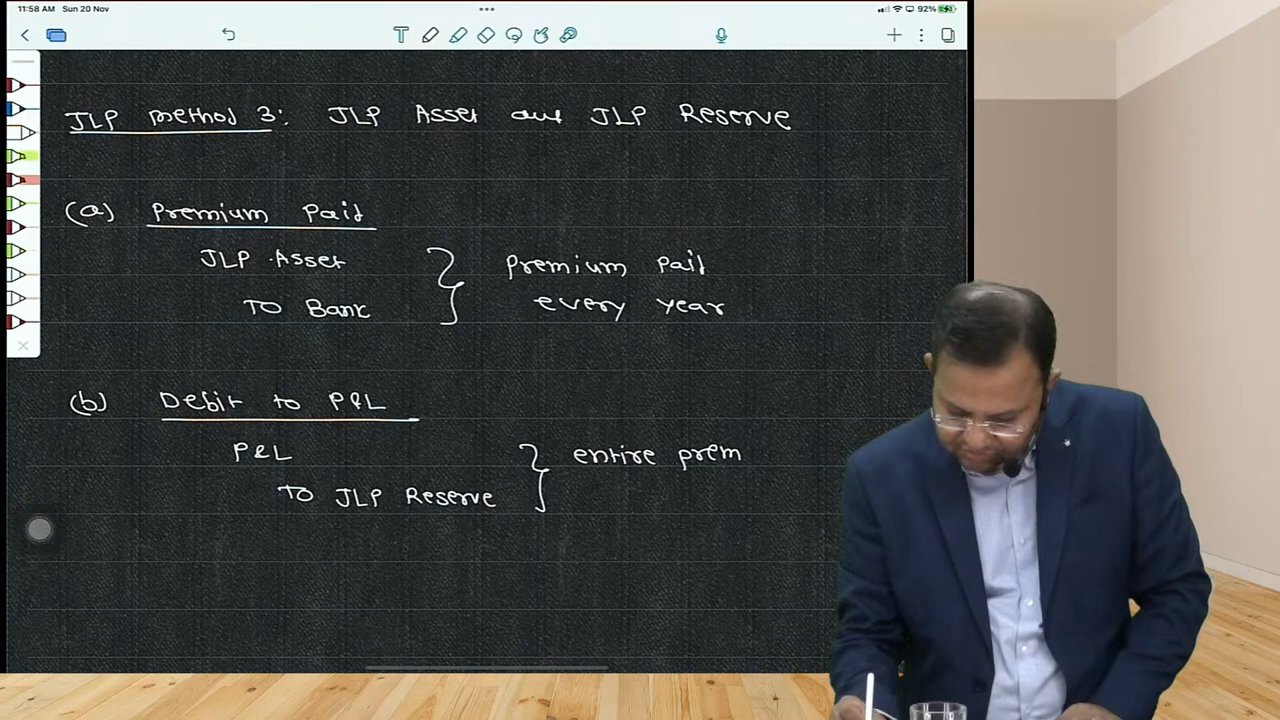 11:58 AM Sun 20 Nov
92%
JLP method 3: JLP Asset and JLP Reserve
(a) Premium Paid
JLP Asset
To Bank
Premium Paid
every year
(b) Debit to P&L
P&L
To JLP Reserve
entire prem